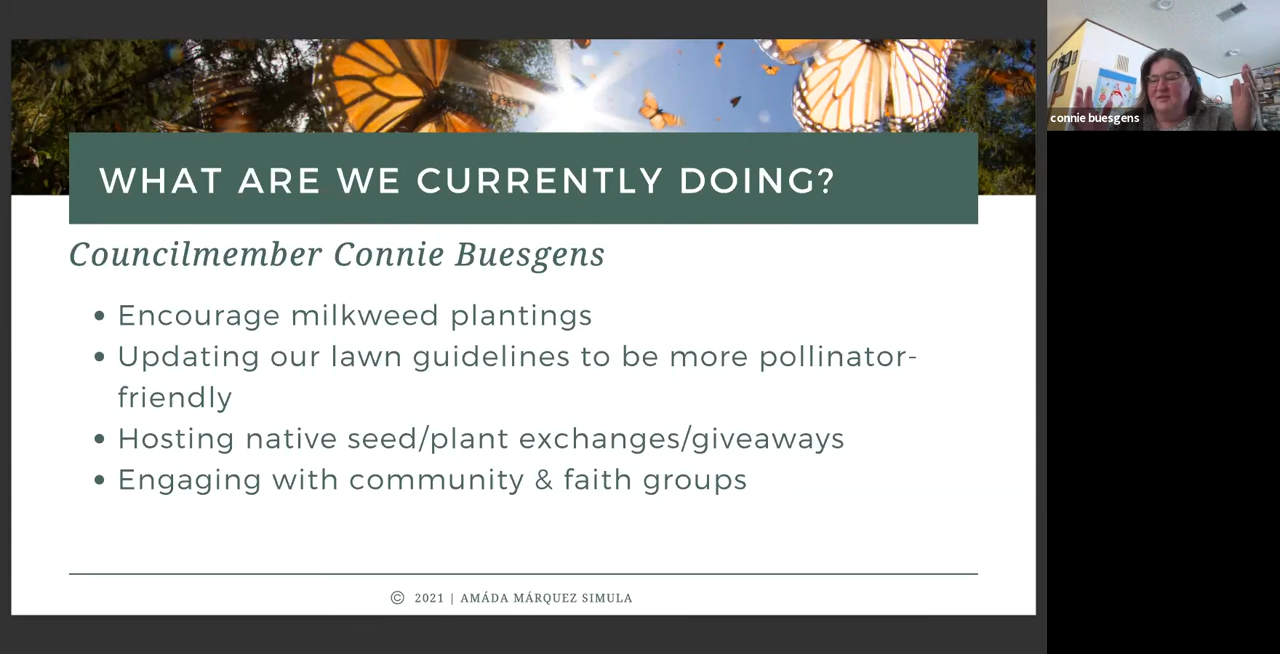 WHAT ARE WE CURRENTLY DOING?
Councilmember Connie Buesgens
• Encourage milkweed plantings
• Updating our lawn guidelines to be more pollinator-
friendly
• Hosting native seed/plant exchanges/giveaways
• Engaging with community & faith groups
© 2021 | AMÁDA MÁRQUEZ SIMULA
connie buesgens